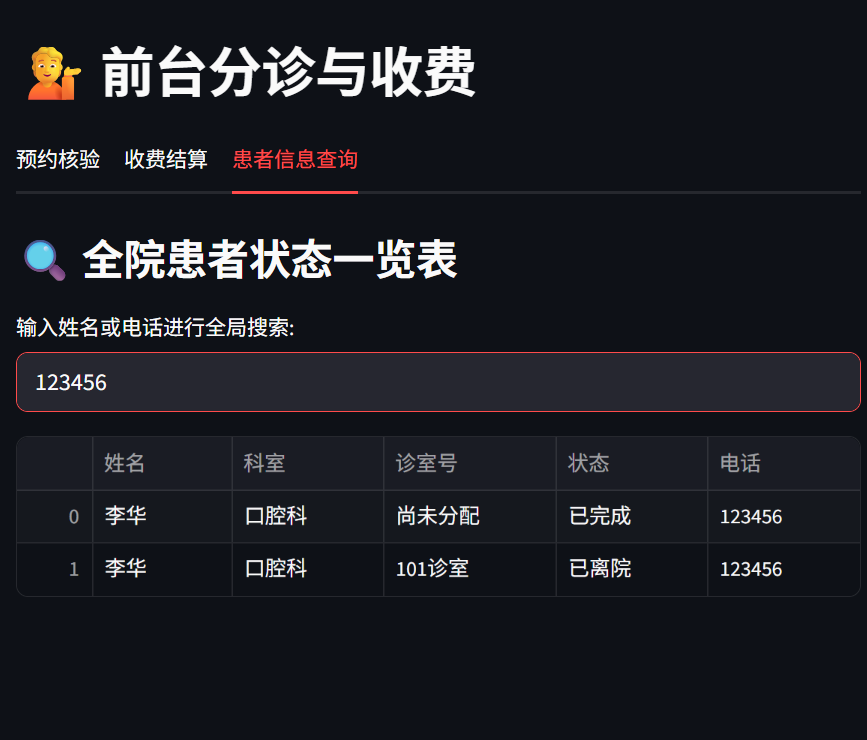 前台分诊与收费
预约核验 收费结算 患者信息查询
全院患者状态一览表
输入姓名或电话进行全局搜索:
123456
姓名 科室 诊室号 状态 电话
0 李华 口腔科 尚未分配 已完成 123456
1 李华 口腔科 101诊室 已离院 123456